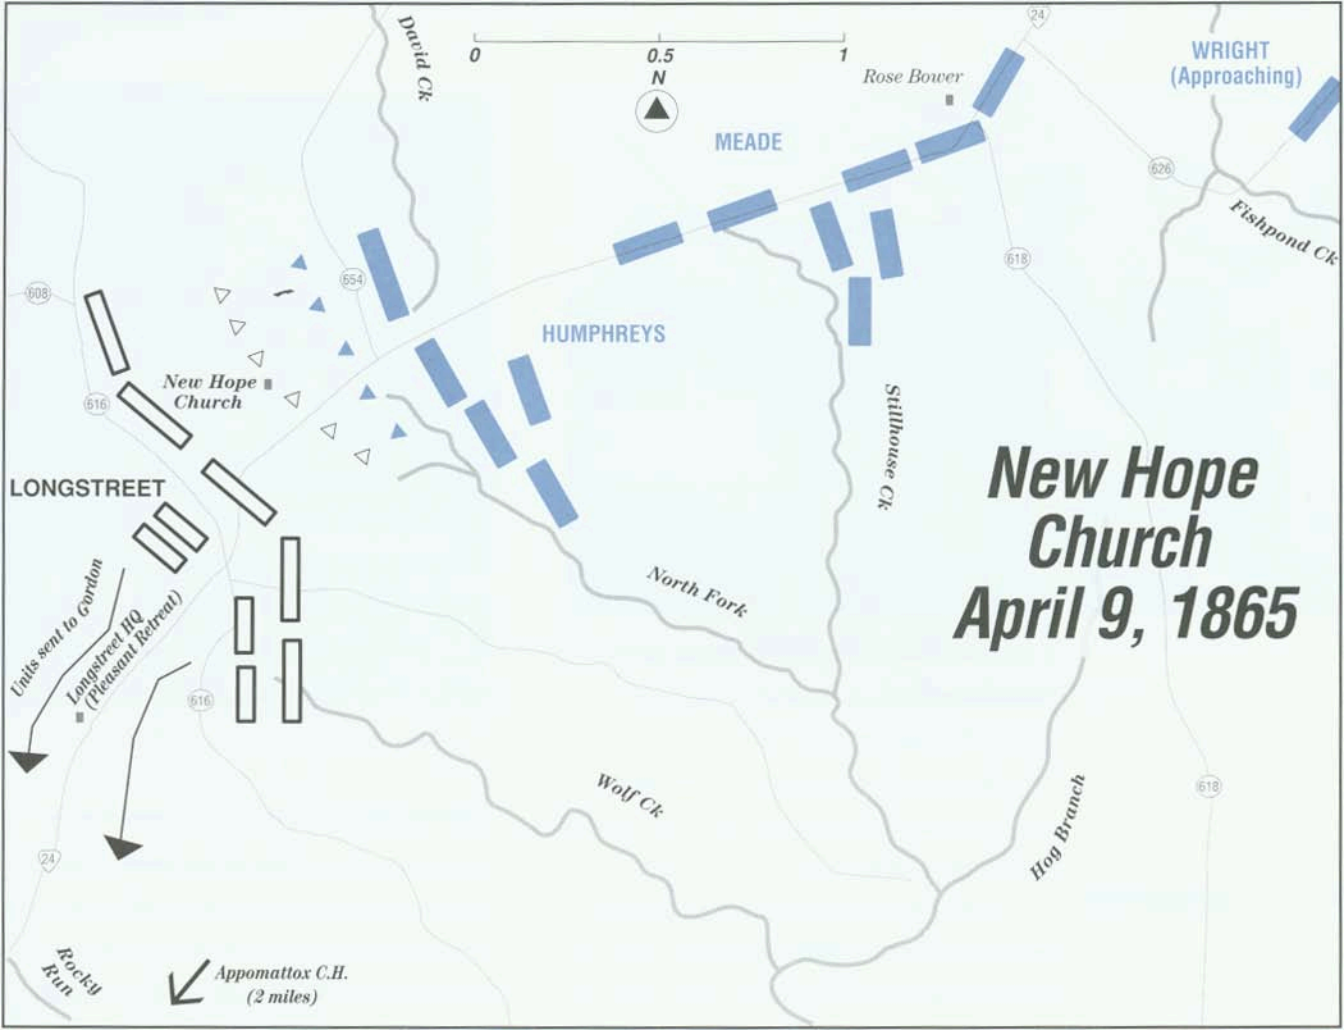 24
David Ck
0 0.5 1
N
WRIGHT
(Approaching)
Rose Bower
MEADE
626
Fishpond Ck
618
654
608
HUMPHREYS
New Hope
Church
616
Stillhouse Ck
LONGSTREET
New Hope
Church
April 9, 1865
Units sent to Gordon
Longstreet HQ
(Pleasant Retreat)
North Fork
616
Wolf Ck
618
Hog Branch
24
Rocky
Run
Appomattox C.H.
(2 miles)